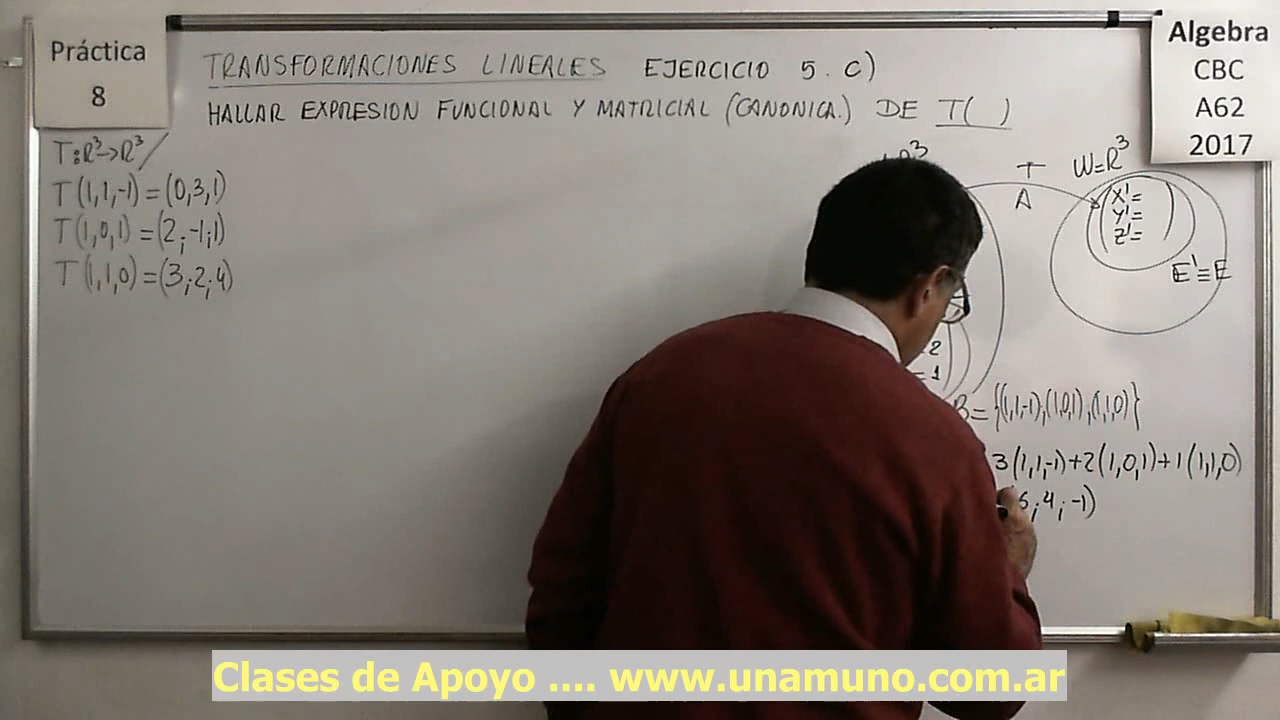 Práctica
8
TRANSFORMACIONES LINEALES EJERCICIO 5. C)
HALLAR EXPRESION FUNCIONAL Y MATRICIAL (CANONICA.) DE T( )
Algebra
CBC
A62
2017
T:R³→R³/
T(1,1,-1)=(0,3,1)
T(1,0,1)=(2;-1;1)
T(1,1,0)=(3;2;4)
R³
T
A
W=R³
X'=
Y'=
Z'=
E'≡E
2
=1
B={(1,1,-1),(1,0,1),(1,1,0)}
3(1,1,-1)+2(1,0,1)+1(1,1,0)
;4;-1)
Clases de Apoyo .... www.unamuno.com.ar